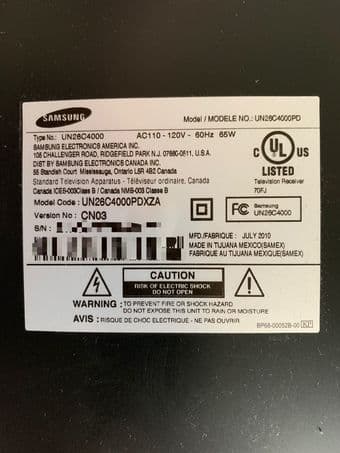 SAMSUNG
Model / MODELE NO.: UN26C4000PD
Type No.: UN26C4000 AC110 - 120V ~ 60Hz 65W
SAMSUNG ELECTRONICS AMERICA INC.
105 CHALLENGER ROAD, RIDGEFIELD PARK N.J. 07660-0511, U.S.A.
DIST BY SAMSUNG ELECTRONICS CANADA INC.
55 Standish Court Mississauga, Ontario L5R 4B2 Canada
Standard Television Apparatus - Téléviseur ordinaire, Canada
Canada ICES-003 Class B / Canada NMB-003 Classe B
C UL US
LISTED
Television Receiver
70FJ
Model Code : UN26C4000PDXZA
Version No : CN03
S/N :
FC Samsung
UN26C4000
MFD./FABRIQUE : JULY 2010
MADE IN TIJUANA MEXICO(SAMEX)
FABRIQUE AU TIJUANA MEXIQUE(SAMEX)
CAUTION
RISK OF ELECTRIC SHOCK
DO NOT OPEN
WARNING : TO PREVENT FIRE OR SHOCK HAZARD
DO NOT EXPOSE THIS UNIT TO RAIN OR MOISTURE
AVIS : RISQUE DE CHOC ELECTRIQUE - NE PAS OUVRIR
BP68-00052B-00 KP